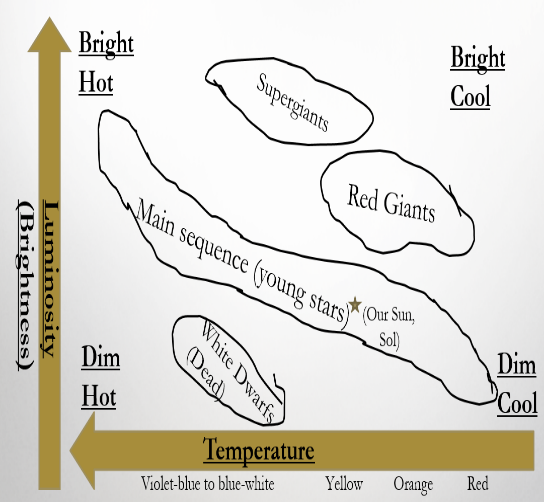 Bright
Hot
Bright
Cool
Supergiants
Red Giants
Main sequence (young stars)
(Our Sun,
Sol)
White Dwarfs
(Dead)
Luminosity
(Brightness)
Dim
Hot
Dim
Cool
Temperature
Violet-blue to blue-white Yellow Orange Red